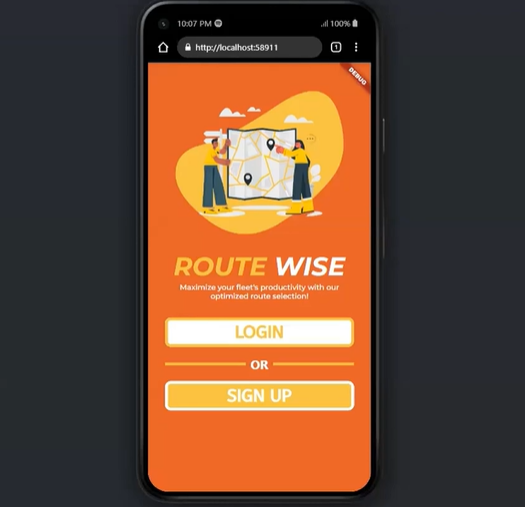 10:07 PM
100%
http://localhost:58911
1
DEBUG
ROUTE WISE
Maximize your fleet's productivity with our
optimized route selection!
LOGIN
OR
SIGN UP